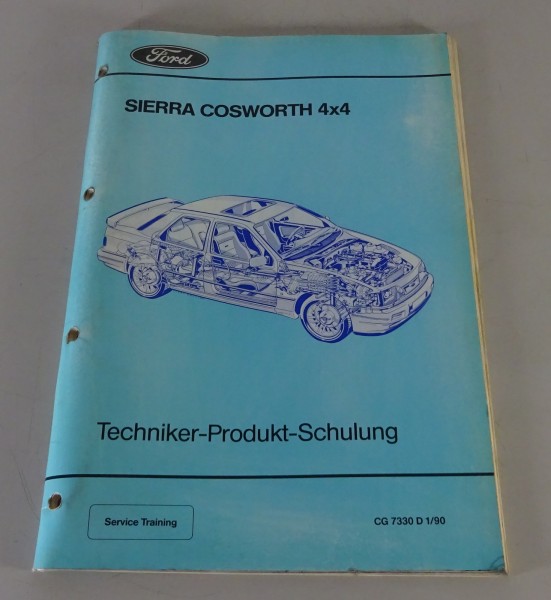 Ford
SIERRA COSWORTH 4x4
Techniker-Produkt-Schulung
Service Training
CG 7330 D 1/90